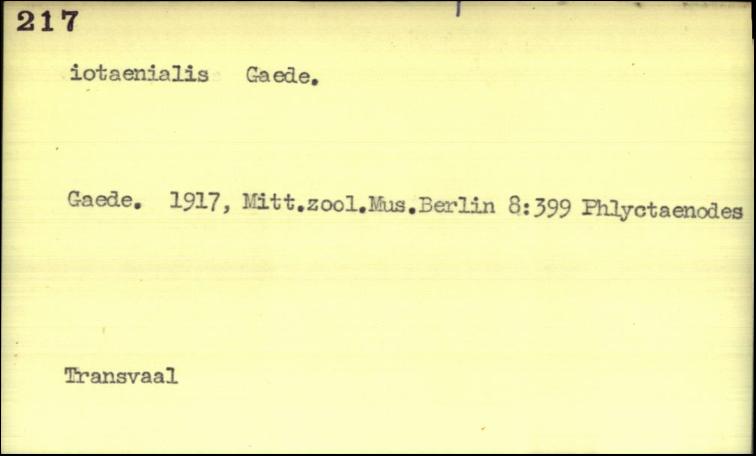 217
iotaenialis Gaede.
Gaede. 1917, Mitt.zool.Mus.Berlin 8:399 Phlyctaenodes
Transvaal